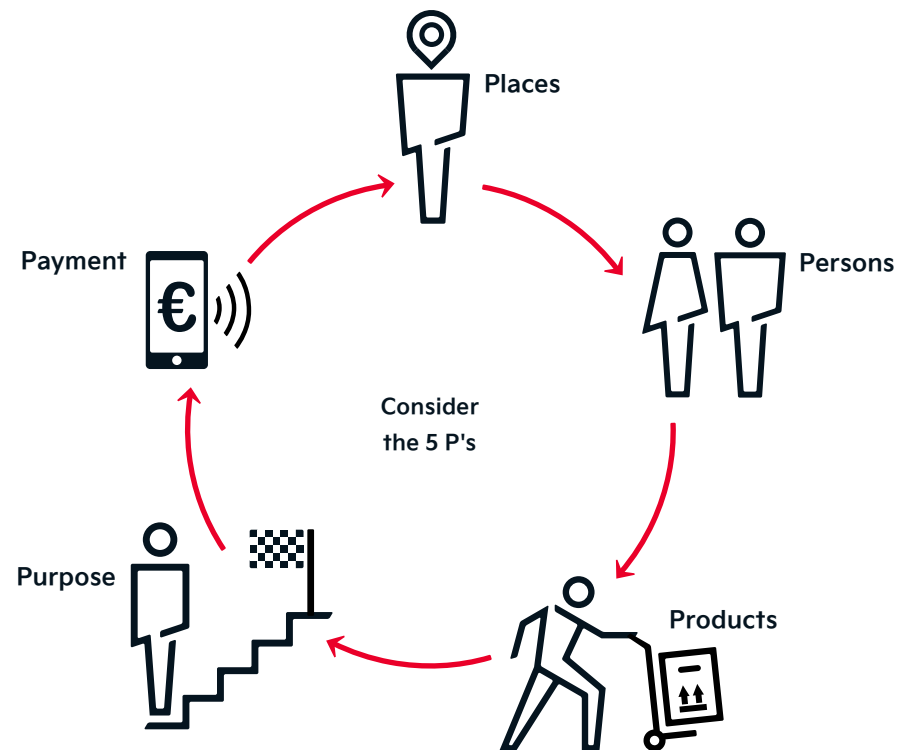 Places
Persons
Payment
€
Consider
the 5 P's
Products
Purpose